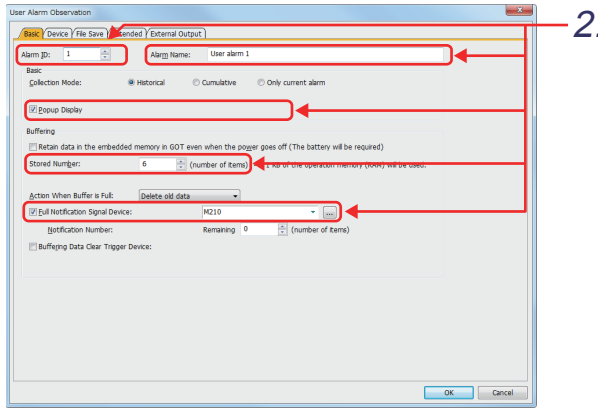 User Alarm Observation
2.
Basic Device File Save Extended External Output
Alarm ID: 1 Alarm Name: User alarm 1
Basic
Collection Mode: Historical Cumulative Only current alarm
Popup Display
Buffering
Retain data in the embedded memory in GOT even when the power goes off (The battery will be required)
Stored Number: 6 (number of items) 1 KB of the operation memory (RAM) will be used.
Action When Buffer is Full: Delete old data
Full Notification Signal Device: M210 ...
Notification Number: Remaining 0 (number of items)
Buffering Data Clear Trigger Device:
OK Cancel